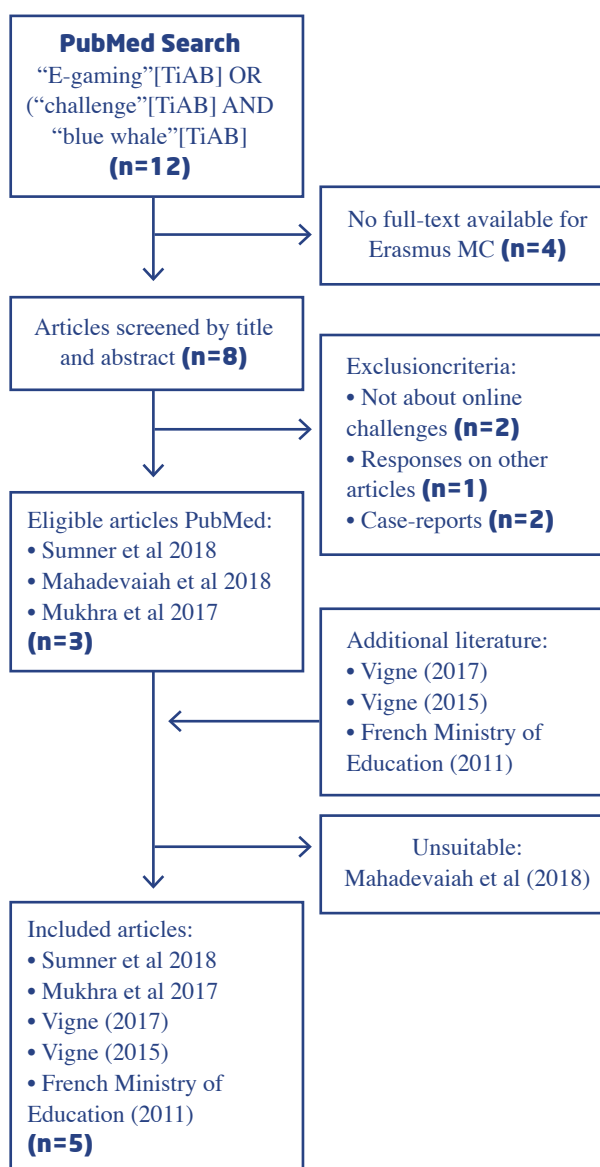 PubMed Search
“E-gaming”[TiAB] OR
(“challenge”[TiAB] AND
“blue whale”[TiAB]
(n=12)
No full-text available for
Erasmus MC (n=4)
Articles screened by title
and abstract (n=8)
Exclusioncriteria:
• Not about online
challenges (n=2)
• Responses on other
articles (n=1)
• Case-reports (n=2)
Eligible articles PubMed:
• Sumner et al 2018
• Mahadevaiah et al 2018
• Mukhra et al 2017
(n=3)
Additional literature:
• Vigne (2017)
• Vigne (2015)
• French Ministry of
Education (2011)
Unsuitable:
Mahadevaiah et al (2018)
Included articles:
• Sumner et al 2018
• Mukhra et al 2017
• Vigne (2017)
• Vigne (2015)
• French Ministry of
Education (2011)
(n=5)